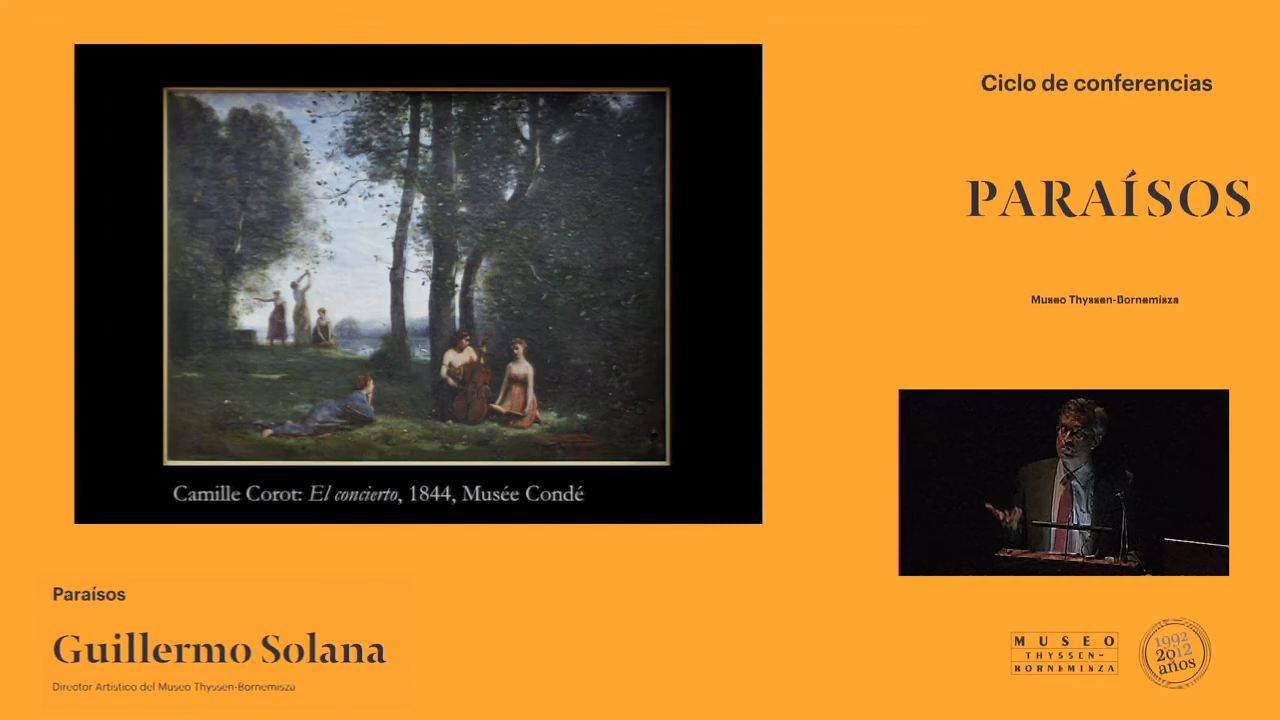 Ciclo de conferencias
PARAÍSOS
Museo Thyssen-Bornemisza
Camille Corot: El concierto, 1844, Musée Condé
Paraísos
Guillermo Solana
Director Artístico del Museo Thyssen-Bornemisza
MUSEO
THYSSEN-
BORNEMISZA
1992
2012
20
años